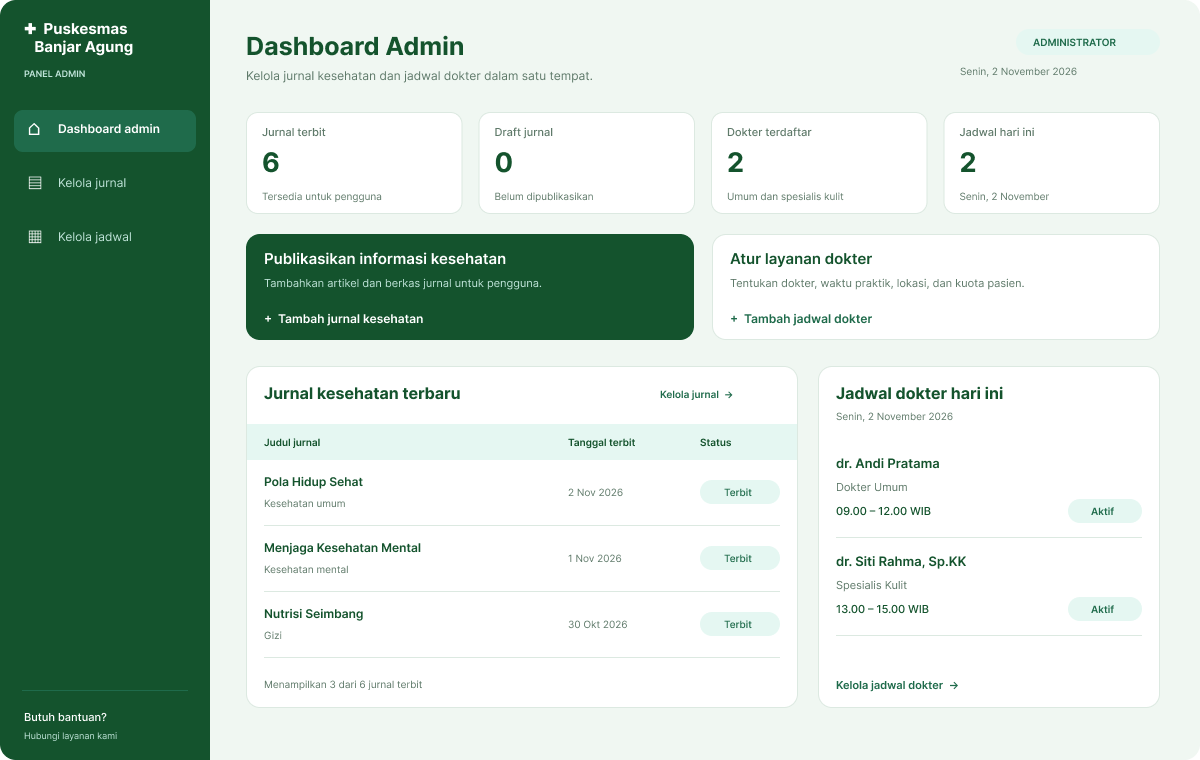 ✚ Puskesmas
Banjar Agung
PANEL ADMIN
Dashboard admin
Kelola jurnal
Kelola jadwal
Butuh bantuan?
Hubungi layanan kami
Dashboard Admin
Kelola jurnal kesehatan dan jadwal dokter dalam satu tempat.
ADMINISTRATOR
Senin, 2 November 2026
Jurnal terbit
6
Tersedia untuk pengguna
Draft jurnal
0
Belum dipublikasikan
Dokter terdaftar
2
Umum dan spesialis kulit
Jadwal hari ini
2
Senin, 2 November
Publikasikan informasi kesehatan
Tambahkan artikel dan berkas jurnal untuk pengguna.
+ Tambah jurnal kesehatan
Atur layanan dokter
Tentukan dokter, waktu praktik, lokasi, dan kuota pasien.
+ Tambah jadwal dokter
Jurnal kesehatan terbaru
Kelola jurnal →
Judul jurnal Tanggal terbit Status
Pola Hidup Sehat
Kesehatan umum
2 Nov 2026
Terbit
Menjaga Kesehatan Mental
Kesehatan mental
1 Nov 2026
Terbit
Nutrisi Seimbang
Gizi
30 Okt 2026
Terbit
Menampilkan 3 dari 6 jurnal terbit
Jadwal dokter hari ini
Senin, 2 November 2026
dr. Andi Pratama
Dokter Umum
09.00 – 12.00 WIB
Aktif
dr. Siti Rahma, Sp.KK
Spesialis Kulit
13.00 – 15.00 WIB
Aktif
Kelola jadwal dokter →